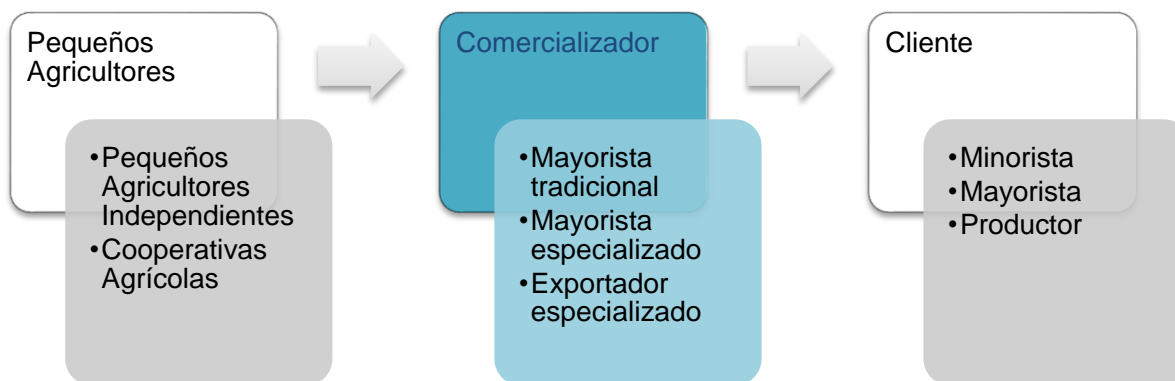 Pequeños
Agricultores
•Pequeños
Agricultores
Independientes
•Cooperativas
Agrícolas
Comercializador
•Mayorista
tradicional
•Mayorista
especializado
•Exportador
especializado
Cliente
•Minorista
•Mayorista
•Productor